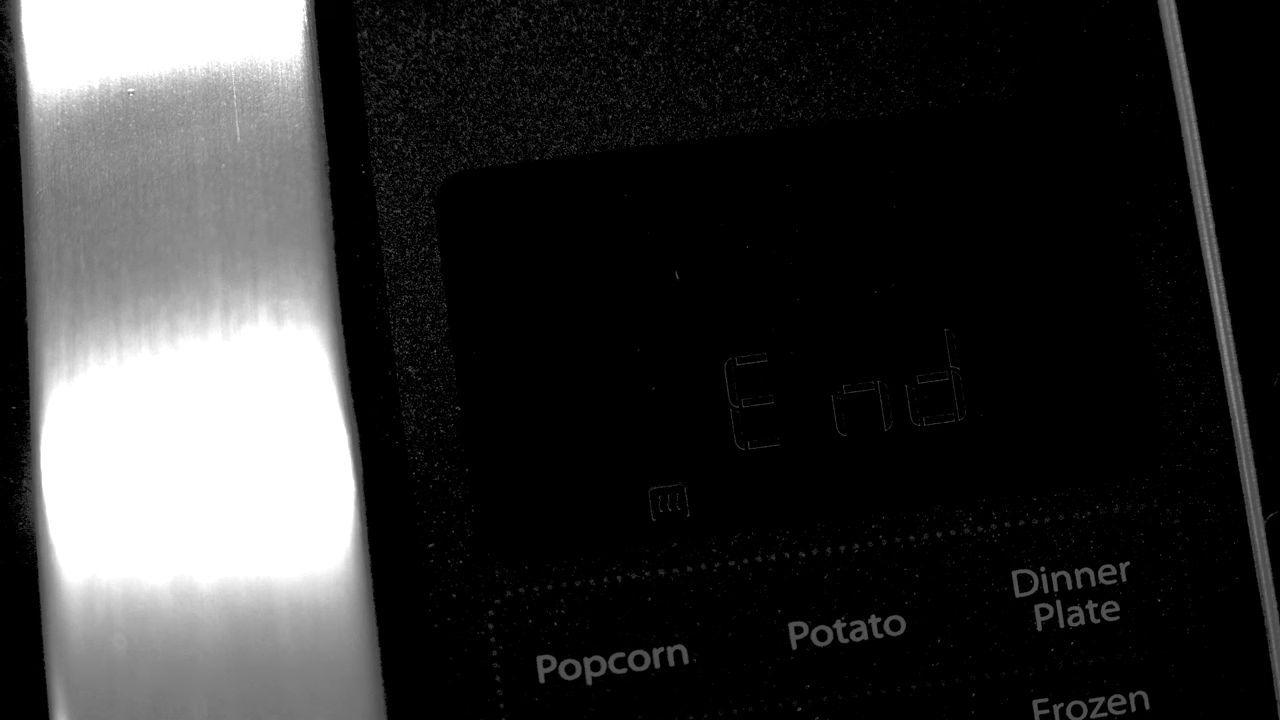 End
Popcorn
Potato
Dinner
Plate
Frozen